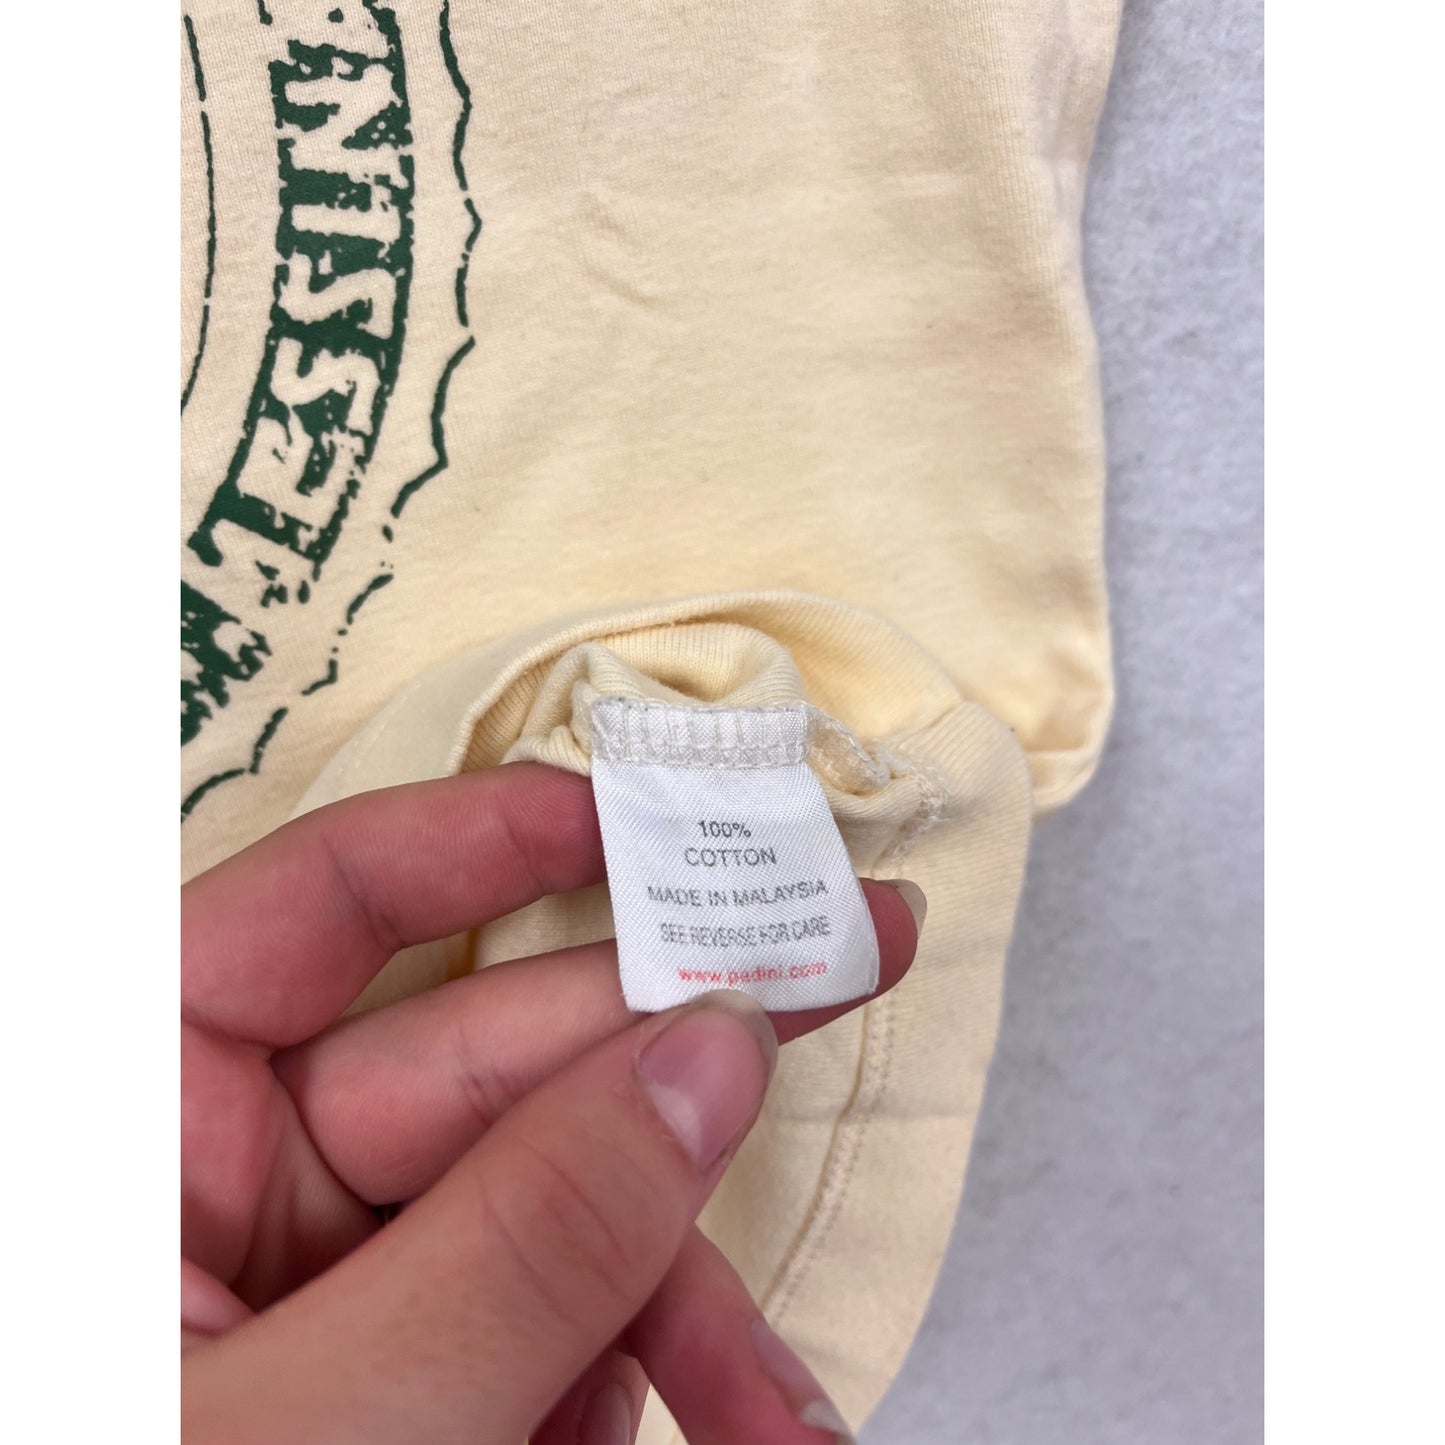 100%
COTTON
MADE IN MALAYSIA
SEE REVERSE FOR CARE
www.padini.com